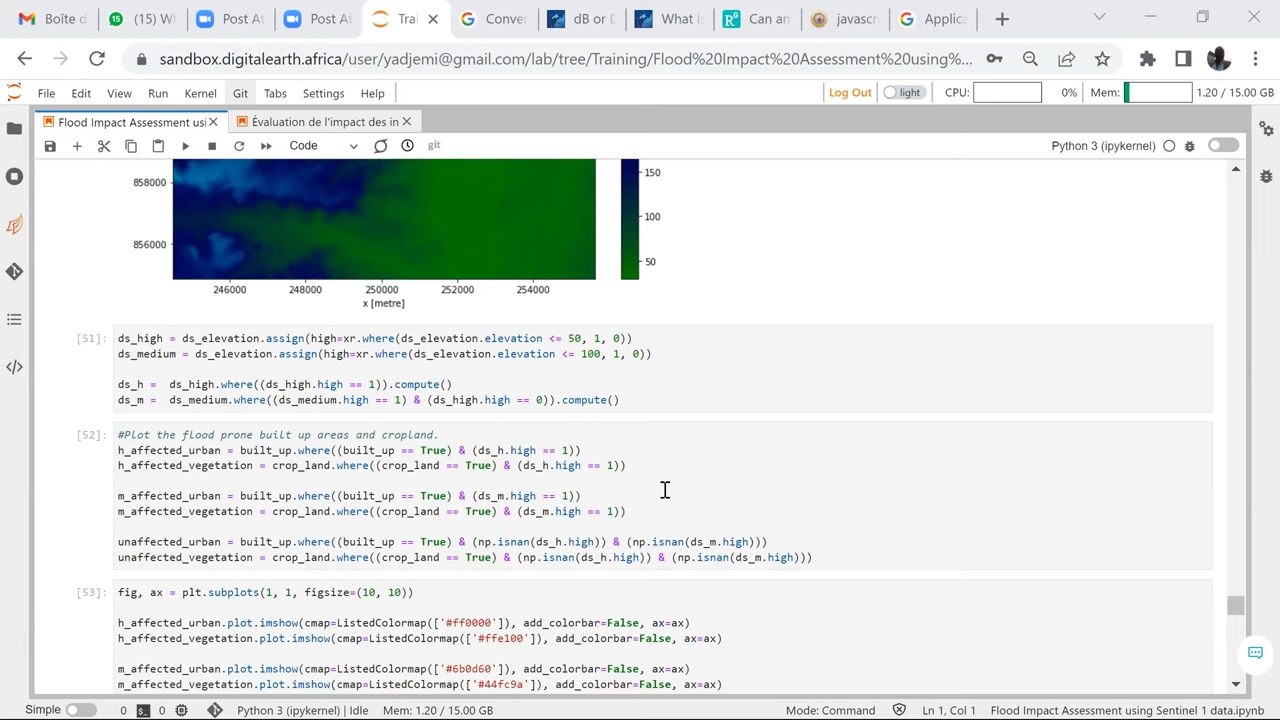 Boîte d
(15) W
Post At
Post At
Trai
Conver
dB or D
What is
Can an
javascr
Applica
sandbox.digitalearth.africa/user/yadjemi@gmail.com/lab/tree/Training/Flood%20Impact%20Assessment%20using%...
File Edit View Run Kernel Git Tabs Settings Help
Log Out light CPU: 0% Mem: 1.20 / 15.00 GB
Flood Impact Assessment usi
Évaluation de l'impact des in
Code git Python 3 (ipykernel)
858000
856000
150
100
50
246000 248000 250000 252000 254000
x [metre]
[51]: ds_high = ds_elevation.assign(high=xr.where(ds_elevation.elevation <= 50, 1, 0))
ds_medium = ds_elevation.assign(high=xr.where(ds_elevation.elevation <= 100, 1, 0))
ds_h = ds_high.where((ds_high.high == 1)).compute()
ds_m = ds_medium.where((ds_medium.high == 1) & (ds_high.high == 0)).compute()
[52]: #Plot the flood prone built up areas and cropland.
h_affected_urban = built_up.where((built_up == True) & (ds_h.high == 1))
h_affected_vegetation = crop_land.where((crop_land == True) & (ds_h.high == 1))
m_affected_urban = built_up.where((built_up == True) & (ds_m.high == 1))
m_affected_vegetation = crop_land.where((crop_land == True) & (ds_m.high == 1))
unaffected_urban = built_up.where((built_up == True) & (np.isnan(ds_h.high)) & (np.isnan(ds_m.high)))
unaffected_vegetation = crop_land.where((crop_land == True) & (np.isnan(ds_h.high)) & (np.isnan(ds_m.high)))
[53]: fig, ax = plt.subplots(1, 1, figsize=(10, 10))
h_affected_urban.plot.imshow(cmap=ListedColormap(['#ff0000']), add_colorbar=False, ax=ax)
h_affected_vegetation.plot.imshow(cmap=ListedColormap(['#ffe100']), add_colorbar=False, ax=ax)
m_affected_urban.plot.imshow(cmap=ListedColormap(['#6b0d60']), add_colorbar=False, ax=ax)
m_affected_vegetation.plot.imshow(cmap=ListedColormap(['#44fc9a']), add_colorbar=False, ax=ax)
Simple 0 0 Python 3 (ipykernel) | Idle Mem: 1.20 / 15.00 GB Mode: Command Ln 1, Col 1 Flood Impact Assessment using Sentinel 1 data.ipynb